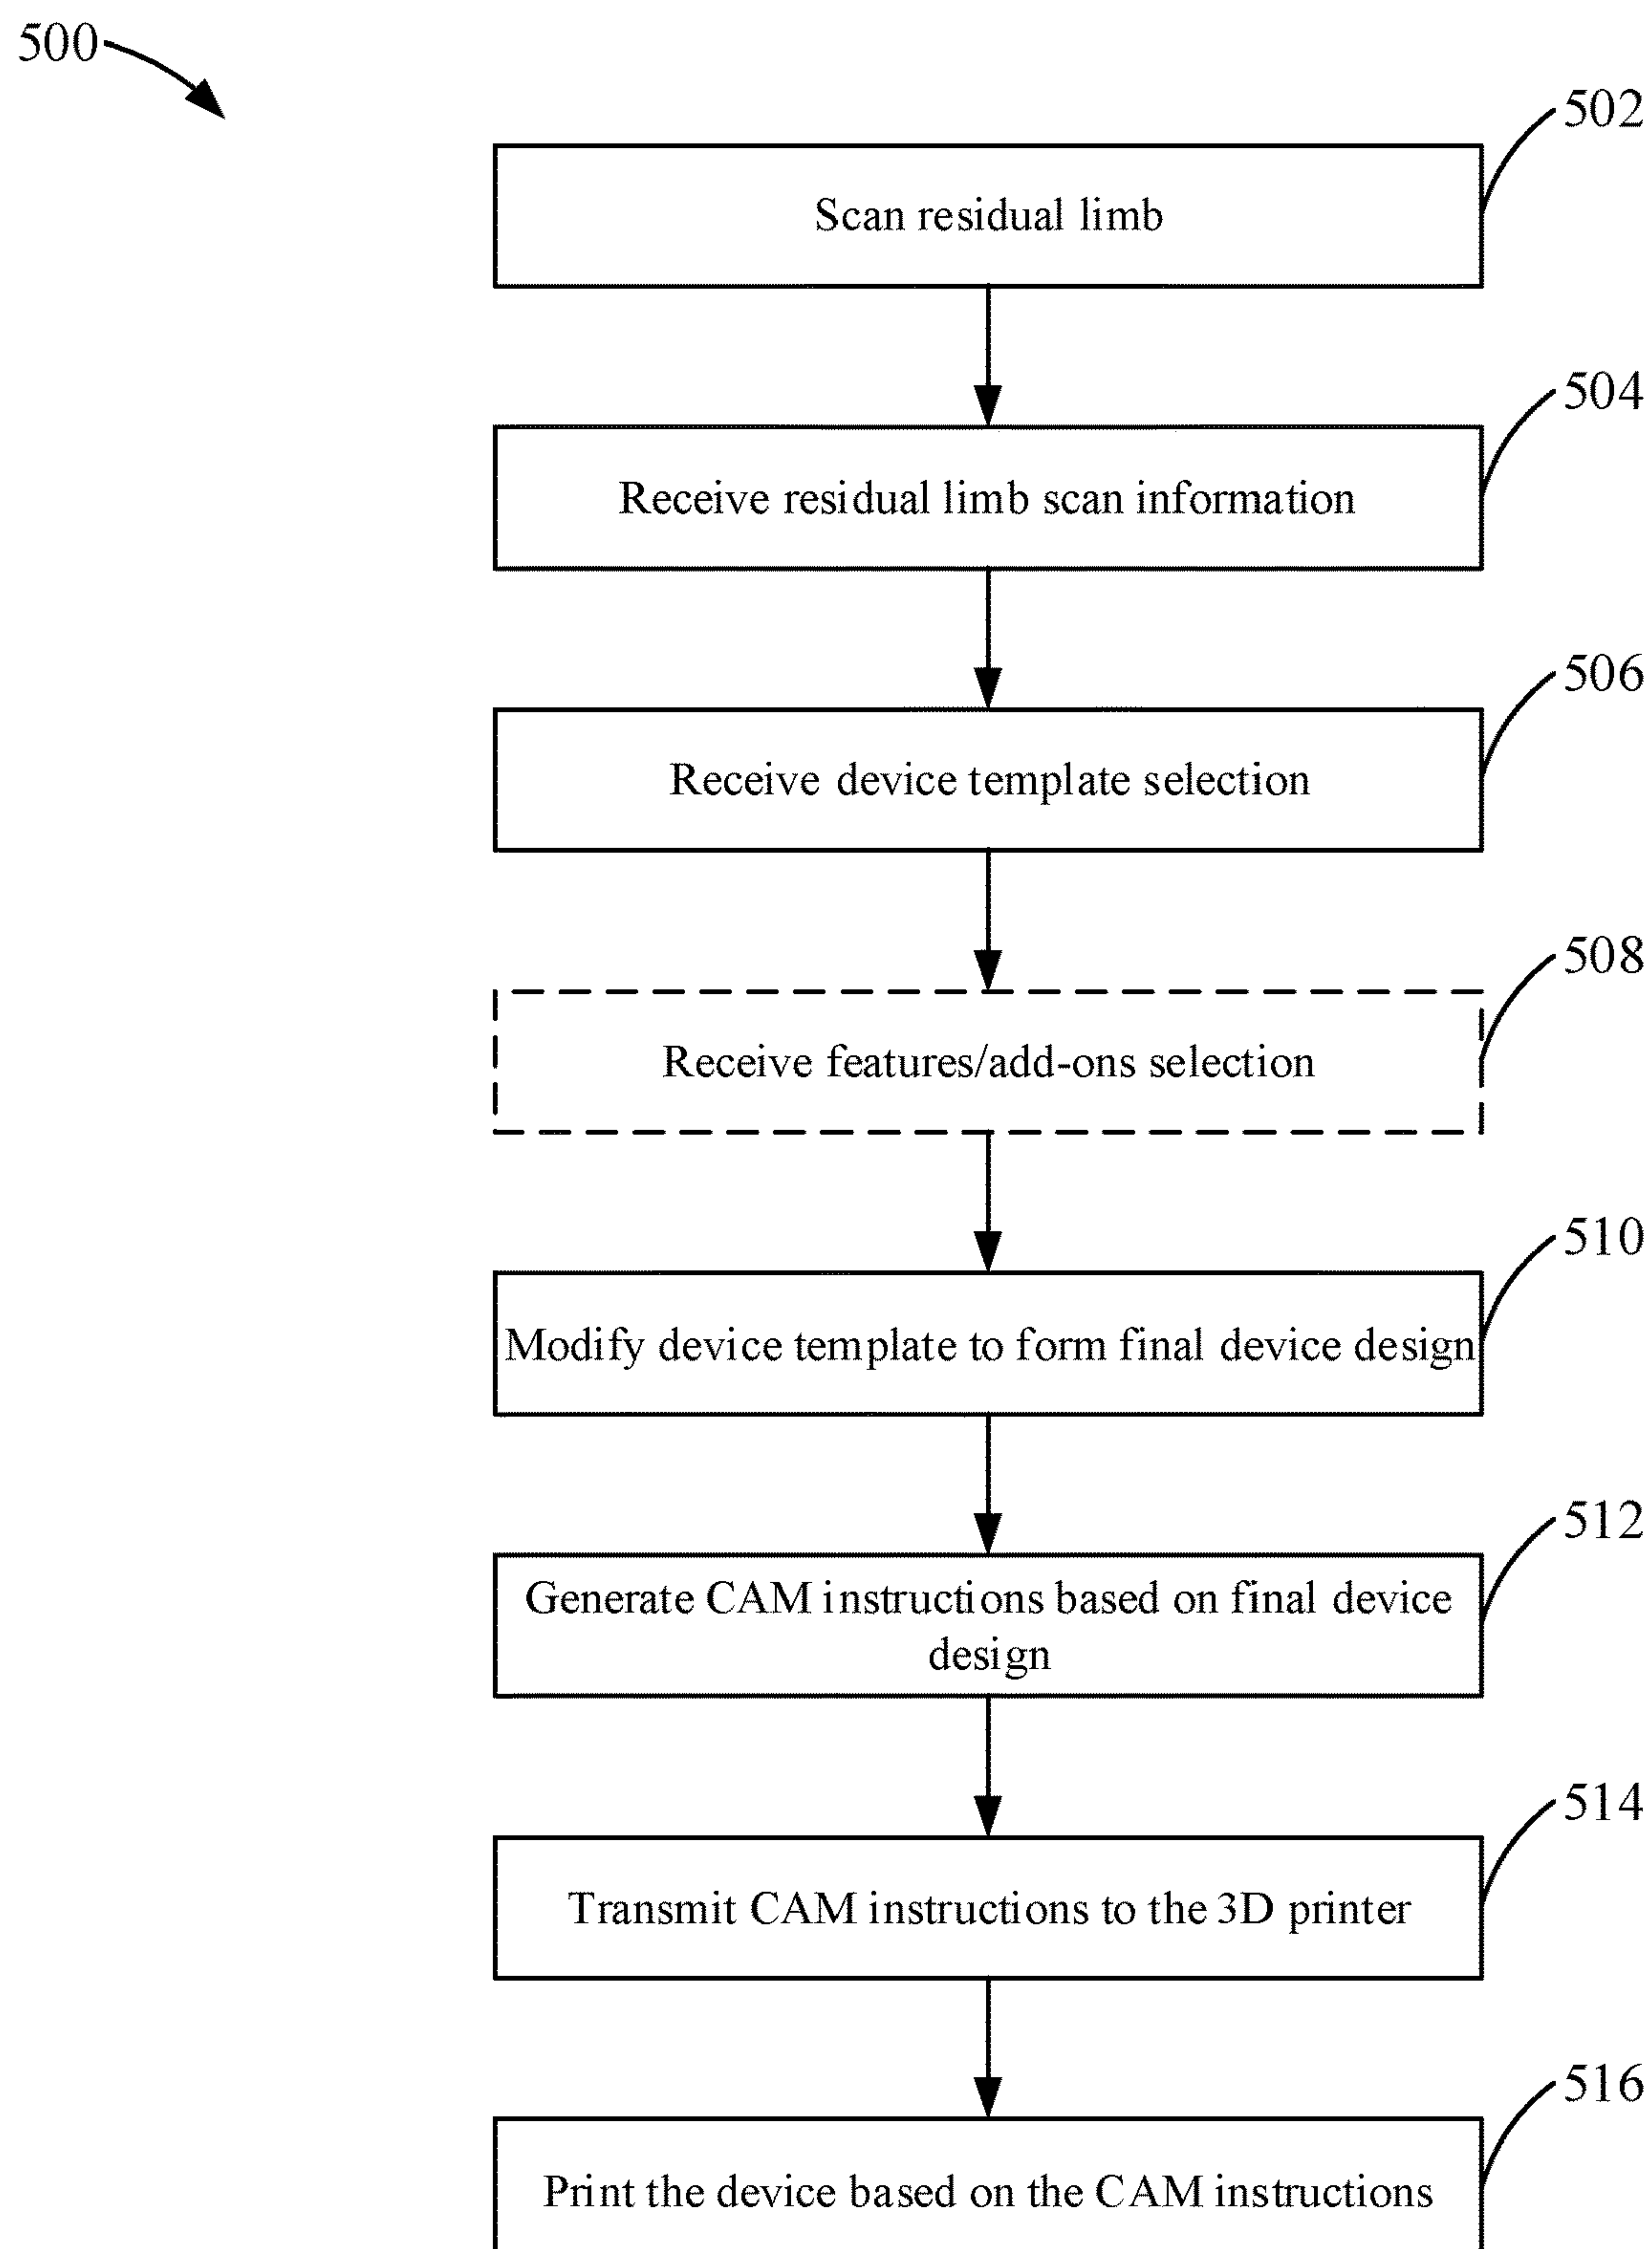 500
502
Scan residual limb
504
Receive residual limb scan information
506
Receive device template selection
508
Receive features/add-ons selection
510
Modify device template to form final device design
512
Generate CAM instructions based on final device
design
514
Transmit CAM instructions to the 3D printer
516
Print the device based on the CAM instructions